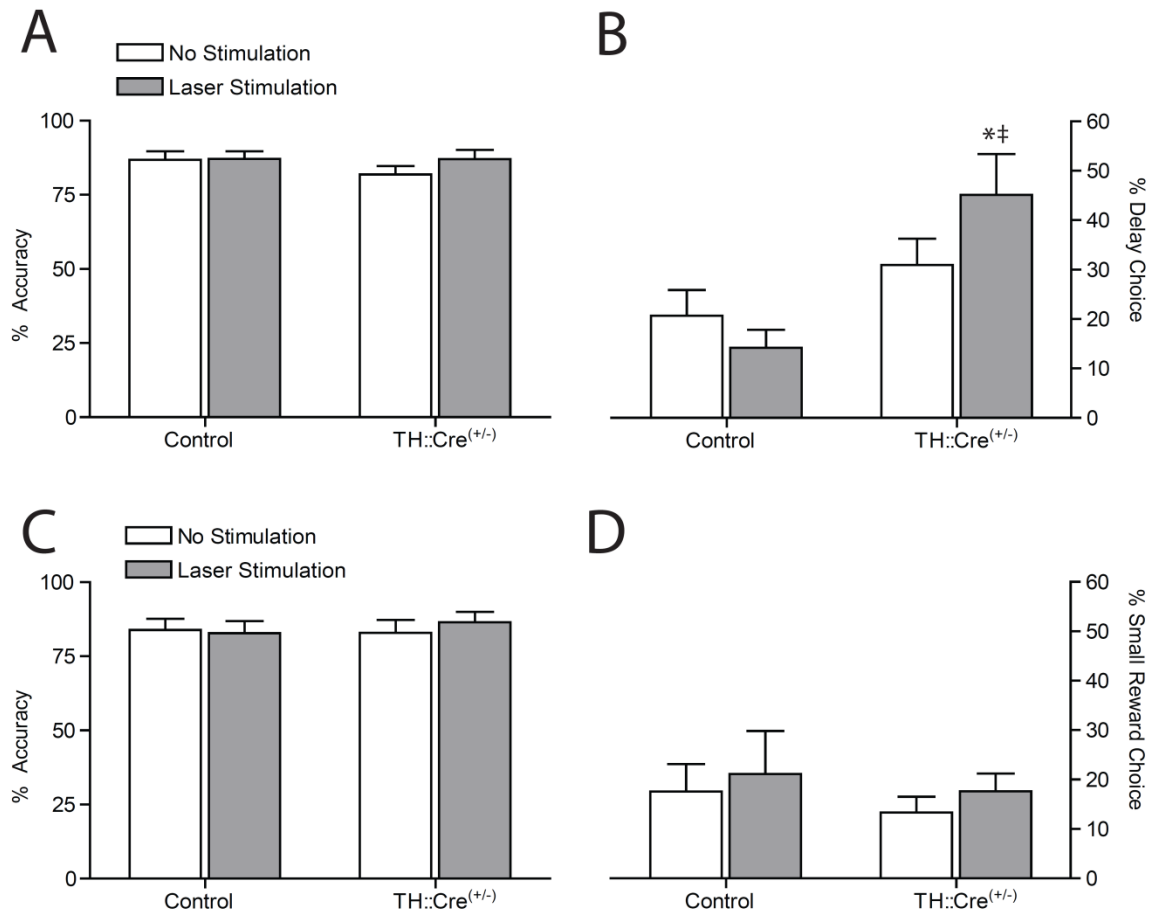 A
No Stimulation
Laser Stimulation
% Accuracy
100
75
50
25
0
Control
TH::Cre(+/-)
B
*‡
% Delay Choice
60
50
40
30
20
10
0
Control
TH::Cre(+/-)
C
No Stimulation
Laser Stimulation
% Accuracy
100
75
50
25
0
Control
TH::Cre(+/-)
D
% Small Reward Choice
60
50
40
30
20
10
0
Control
TH::Cre(+/-)